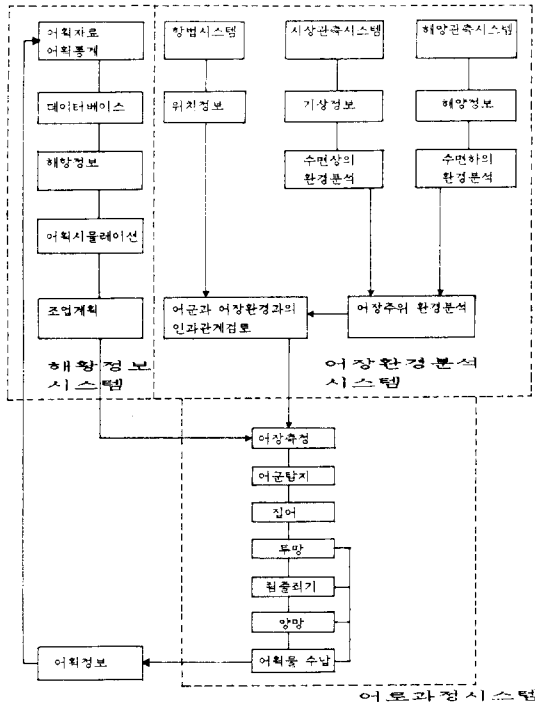 어획자료
어획통계
항법시스템
시상관측시스템
해양관측시스템
데이터베이스
위치정보
기상정보
해양정보
해양정보
수면상의
환경분석
수면하의
환경분석
어획시뮬레이션
조업계획
어군과 어장환경과의
인과관계검토
어장주위 환경분석
해황정보
시스템
어장환경분석
시스템
어장측정
어군탐지
집어
투망
죔줄죄기
양망
어획물 수납
어획정보
어로과정시스템